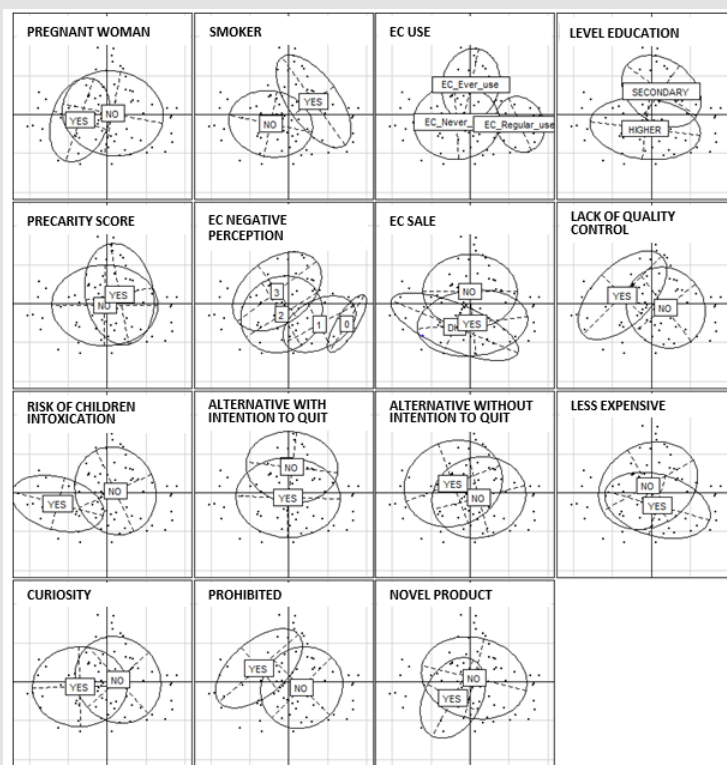 PREGNANT WOMAN
YES
NO
SMOKER
YES
NO
EC USE
EC_Ever_use
EC_Never_
EC_Regular_use
LEVEL EDUCATION
SECONDARY
HIGHER
PRECARITY SCORE
YES
NO
EC NEGATIVE
PERCEPTION
3
2
1
0
EC SALE
NO
YES
LACK OF QUALITY
CONTROL
YES
NO
RISK OF CHILDREN
INTOXICATION
NO
YES
ALTERNATIVE WITH
INTENTION TO QUIT
NO
YES
ALTERNATIVE WITHOUT
INTENTION TO QUIT
YES
NO
LESS EXPENSIVE
NO
YES
CURIOSITY
YES
NO
PROHIBITED
YES
NO
NOVEL PRODUCT
NO
YES